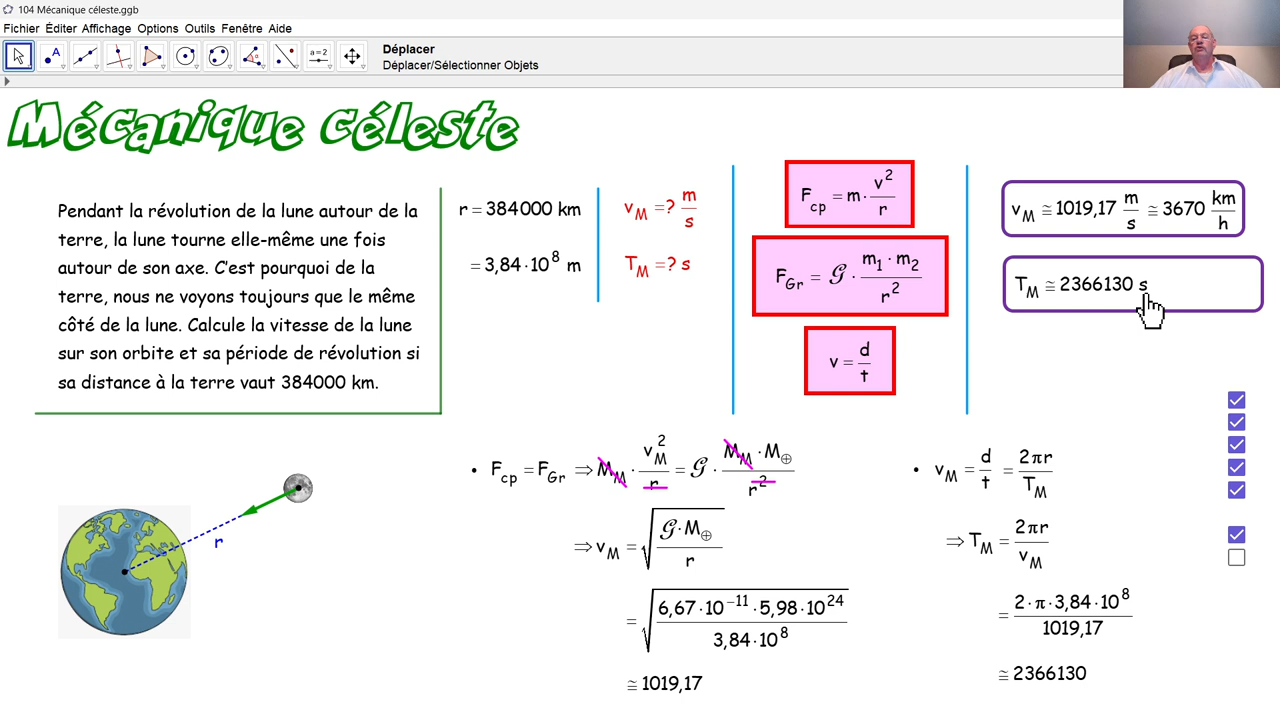 104 Mécanique céleste.ggb
Fichier Éditer Affichage Options Outils Fenêtre Aide
A
a=2
Déplacer
Déplacer/Sélectionner Objets
Mécanique céleste
Pendant la révolution de la lune autour de la
terre, la lune tourne elle-même une fois
autour de son axe. C'est pourquoi de la
terre, nous ne voyons toujours que le même
côté de la lune. Calcule la vitesse de la lune
sur son orbite et sa période de révolution si
sa distance à la terre vaut 384000 km.
r = 384000 km
= 3,84·10^8 m
v_M =? m/s
T_M =? s
F_cp = m · v²/r
F_Gr = 𝒢 · (m₁ · m₂)/r²
v = d/t
v_M ≅ 1019,17 m/s ≅ 3670 km/h
T_M ≅ 2366130 s
r
• F_cp = F_Gr ⇒ M_M · v_M²/r = 𝒢 · (M_M · M_⊕)/r²
⇒ v_M = √((𝒢·M_⊕)/r)
= √((6,67·10^−11 · 5,98·10^24)/(3,84·10^8))
≅ 1019,17
• v_M = d/t = 2πr/T_M
⇒ T_M = 2πr/v_M
= (2·π·3,84·10^8)/1019,17
≅ 2366130